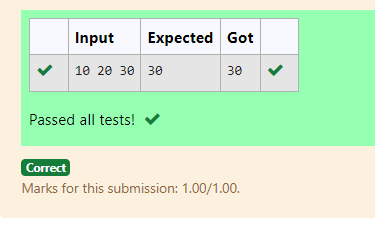 Input Expected Got
10 20 30 30 30
Passed all tests!
Correct
Marks for this submission: 1.00/1.00.